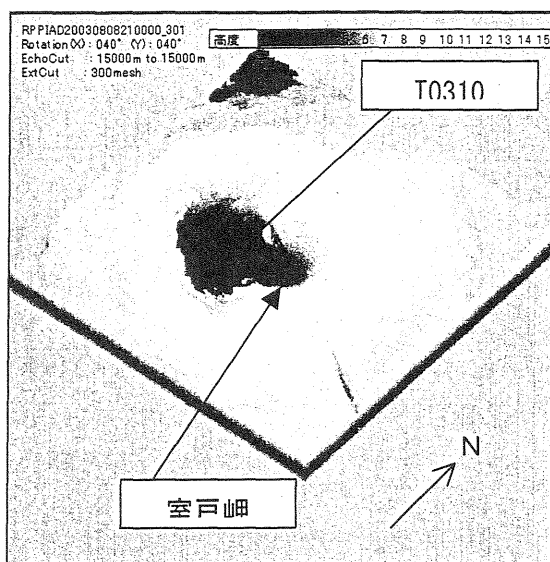 RPPIAD20030808210000_301
Rotation(X) : 040° (Y) : 040°
EchoCut : 15000m to 15000m
ExtCut : 300mesh
高度 6 7 8 9 10 11 12 13 14 15
T0310
室戸岬
N